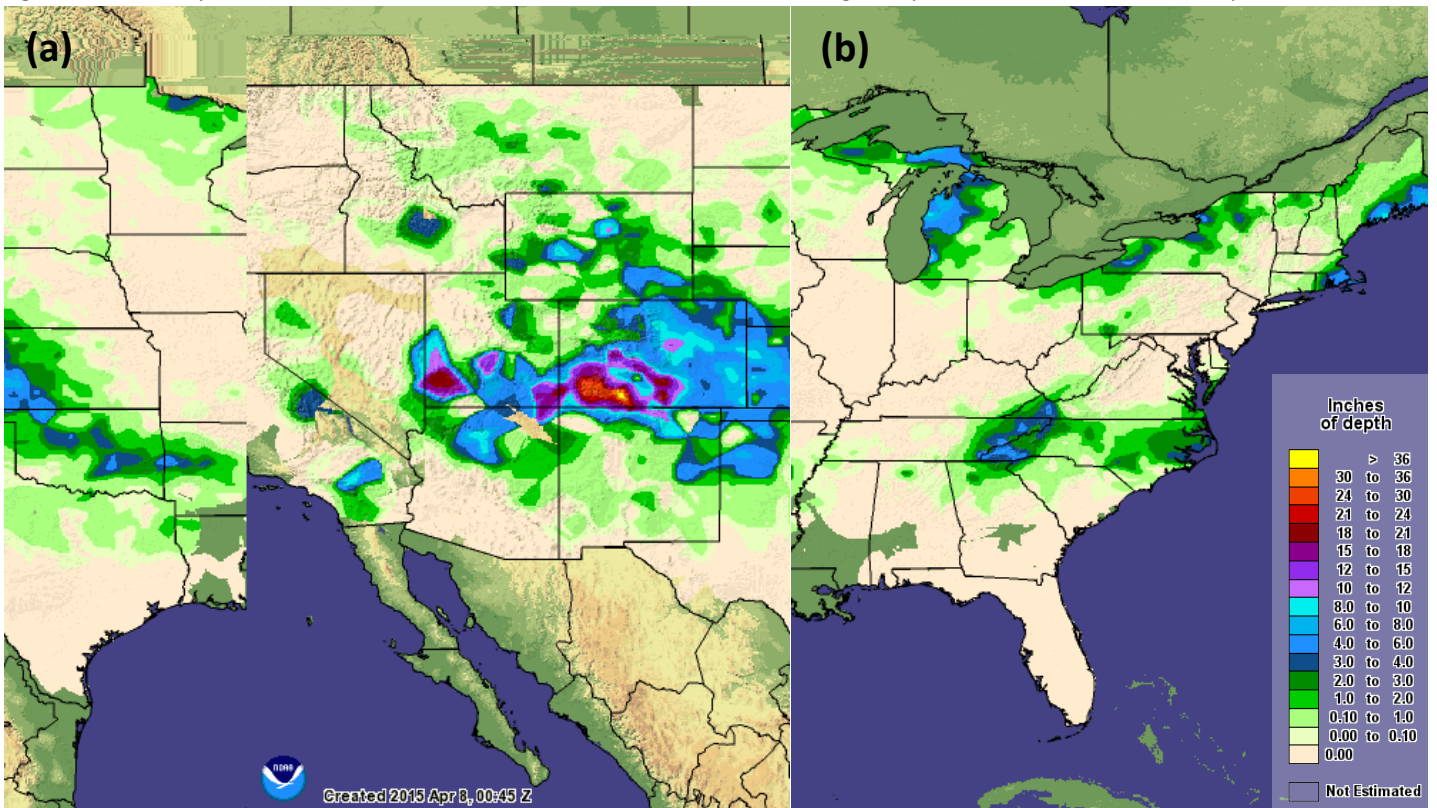 (a)
(b)
Inches
of depth
> 36
30 to 36
24 to 30
21 to 24
18 to 21
15 to 18
12 to 15
10 to 12
8.0 to 10
6.0 to 8.0
4.0 to 6.0
3.0 to 4.0
2.0 to 3.0
1.0 to 2.0
0.10 to 1.0
0.00 to 0.10
0.00
Not Estimated
NOAA
Created 2015 Apr 8, 00:45 Z